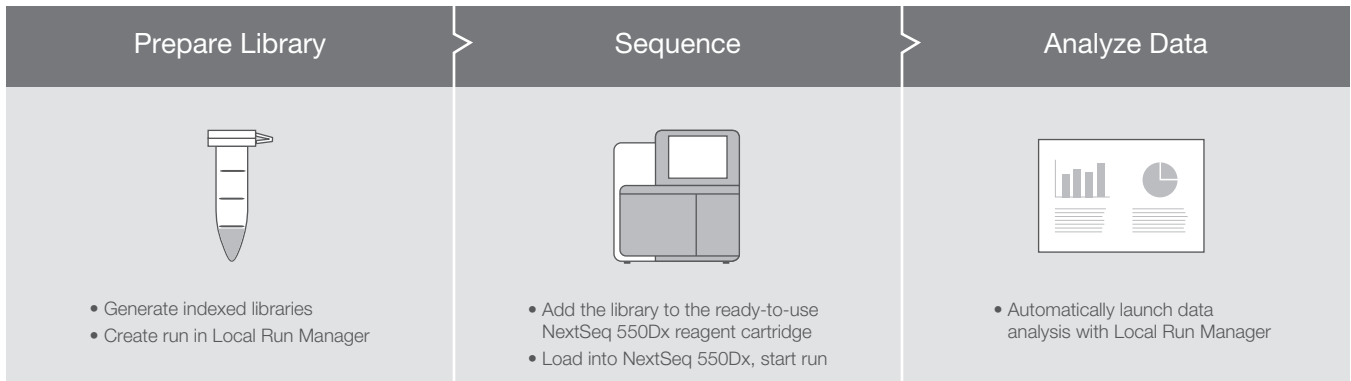 Prepare Library
Sequence
Analyze Data
• Generate indexed libraries
• Create run in Local Run Manager
• Add the library to the ready-to-use
NextSeq 550Dx reagent cartridge
• Load into NextSeq 550Dx, start run
• Automatically launch data
analysis with Local Run Manager